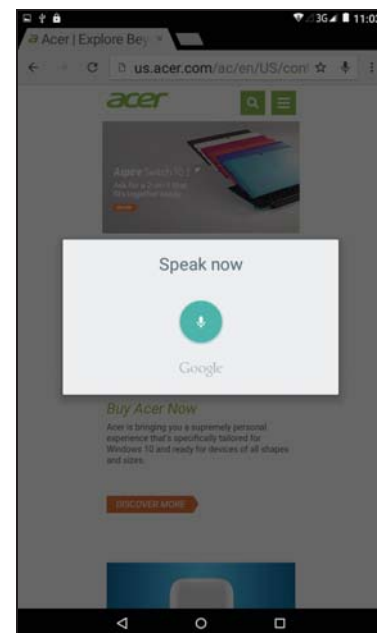 3G 11:03
Acer | Explore Bey
us.acer.com/ac/en/US/con
acer
Aspire Switch 10 E
Speak now
Google
Buy Acer Now
Acer is bringing you a supremely personal
experience that's specifically tailored for
Windows 10 and ready for devices of all shapes
and sizes.
DISCOVER MORE